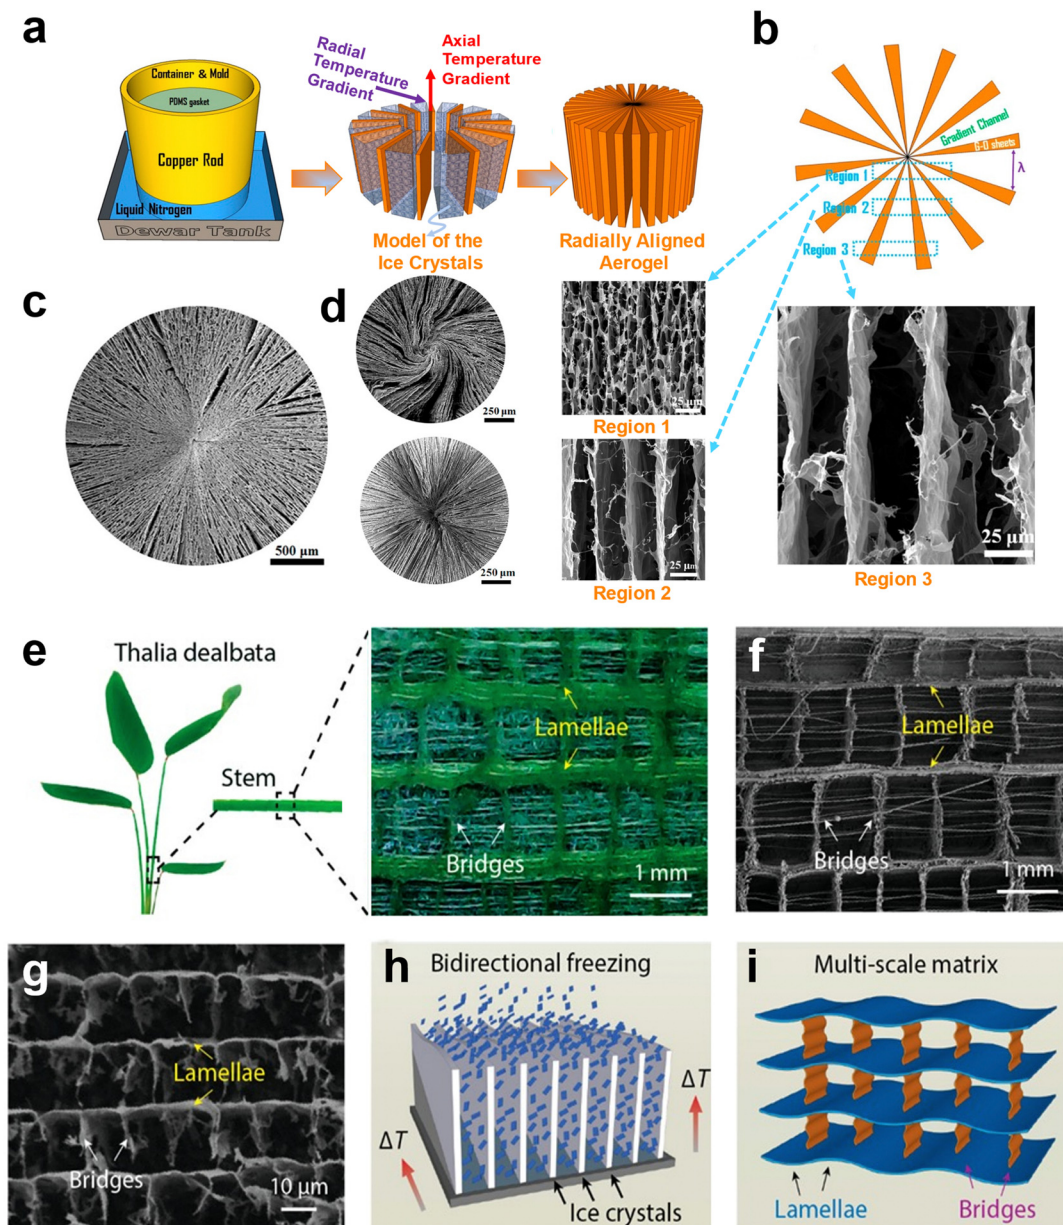 a
Container & Mold
PDMS gasket
Copper Rod
Liquid Nitrogen
Dewar Tank
Radial
Temperature
Gradient
Axial
Temperature
Gradient
Model of the
Ice Crystals
Radially Aligned
Aerogel
b
Gradient Channel
G-O sheets
λ
Region 1
Region 2
Region 3
c
500 μm
d
250 μm
250 μm
25 μm
Region 1
25 μm
Region 2
25 μm
Region 3
e
Thalia dealbata
Stem
Lamellae
Bridges
1 mm
f
Lamellae
Bridges
1 mm
g
Lamellae
Bridges
10 μm
h
Bidirectional freezing
ΔT
ΔT
Ice crystals
i
Multi-scale matrix
Lamellae
Bridges